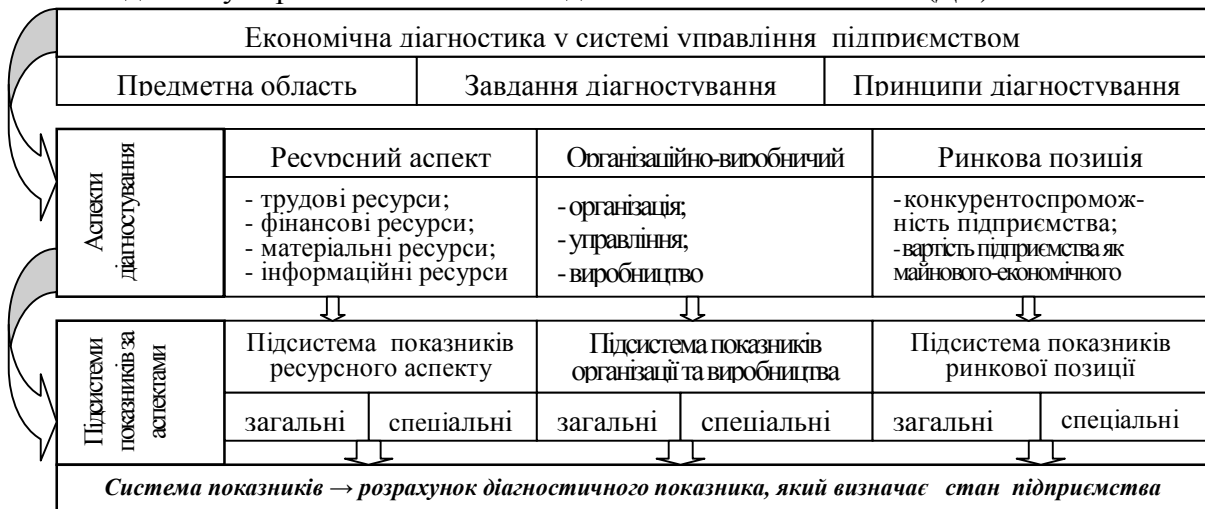 Економічна діагностика у системі управління підприємством
Предметна область
Завдання діагностування
Принципи діагностування
Аспекти
діагностування
Ресурсний аспект
- трудові ресурси;
- фінансові ресурси;
- матеріальні ресурси;
- інформаційні ресурси
Організаційно-виробничий
- організація;
- управління;
- виробництво
Ринкова позиція
- конкурентоспромож-
ність підприємства;
- вартість підприємства як
майнового-економічного
Підсистеми
показників за
аспектами
Підсистема показників
ресурсного аспекту
Підсистема показників
організації та виробництва
Підсистема показників
ринкової позиції
загальні
спеціальні
загальні
спеціальні
загальні
спеціальні
Система показників → розрахунок діагностичного показника, який визначає стан підприємства